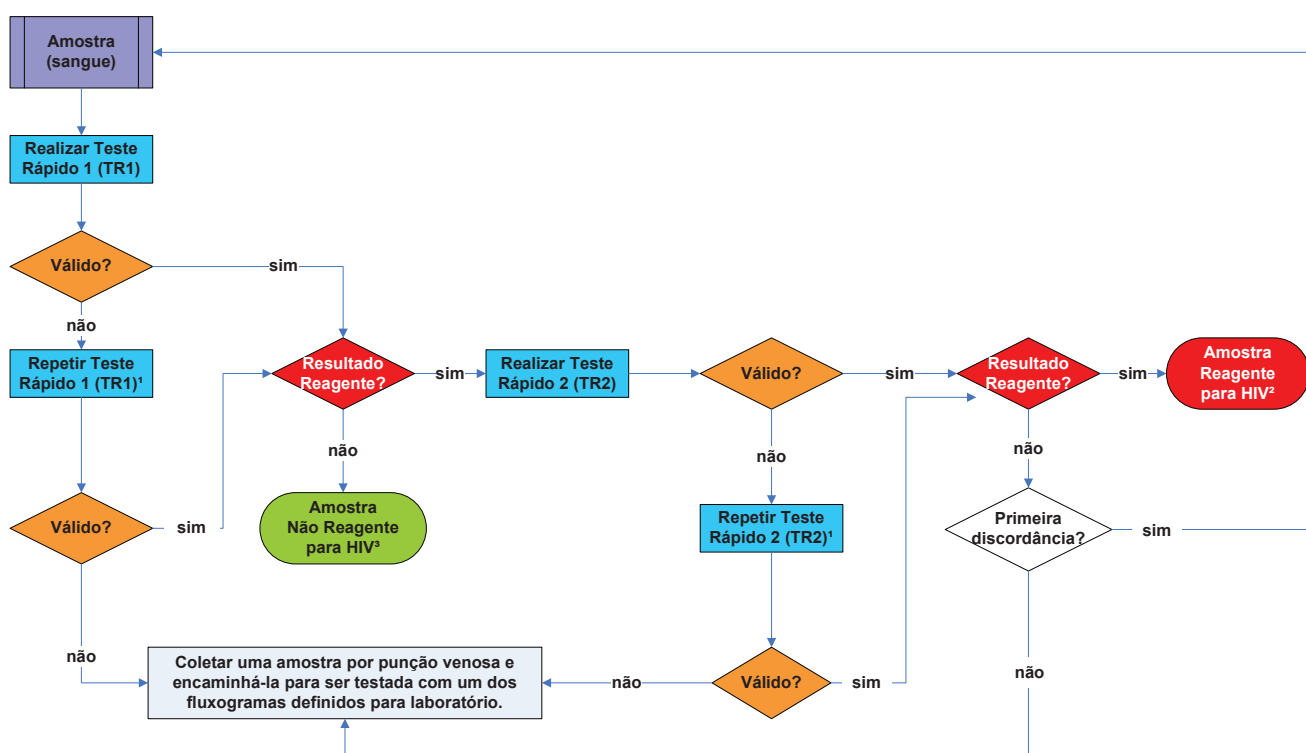 Amostra
(sangue)
Realizar Teste
Rápido 1 (TR1)
Válido?
sim
não
Repetir Teste
Rápido 1 (TR1)¹
Resultado
Reagente?
sim
Realizar Teste
Rápido 2 (TR2)
Válido?
sim
Resultado
Reagente?
sim
Amostra
Reagente
para HIV²
não
não
não
Válido?
sim
Amostra
Não Reagente
para HIV³
Repetir Teste
Rápido 2 (TR2)¹
Primeira
discordância?
sim
não
Coletar uma amostra por punção venosa e
encaminhá-la para ser testada com um dos
fluxogramas definidos para laboratório.
não
Válido?
sim
não